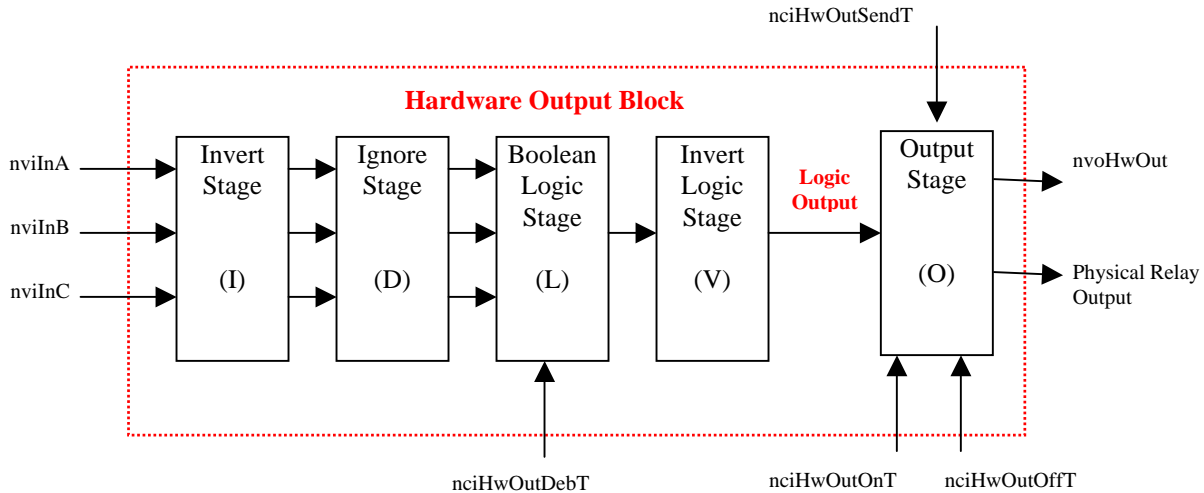 nciHwOutSendT
Hardware Output Block
nviInA
nviInB
nviInC
Invert
Stage
(I)
Ignore
Stage
(D)
Boolean
Logic
Stage
(L)
Invert
Logic
Stage
(V)
Logic
Output
Output
Stage
(O)
nvoHwOut
Physical Relay
Output
nciHwOutDebT
nciHwOutOnT
nciHwOutOffT